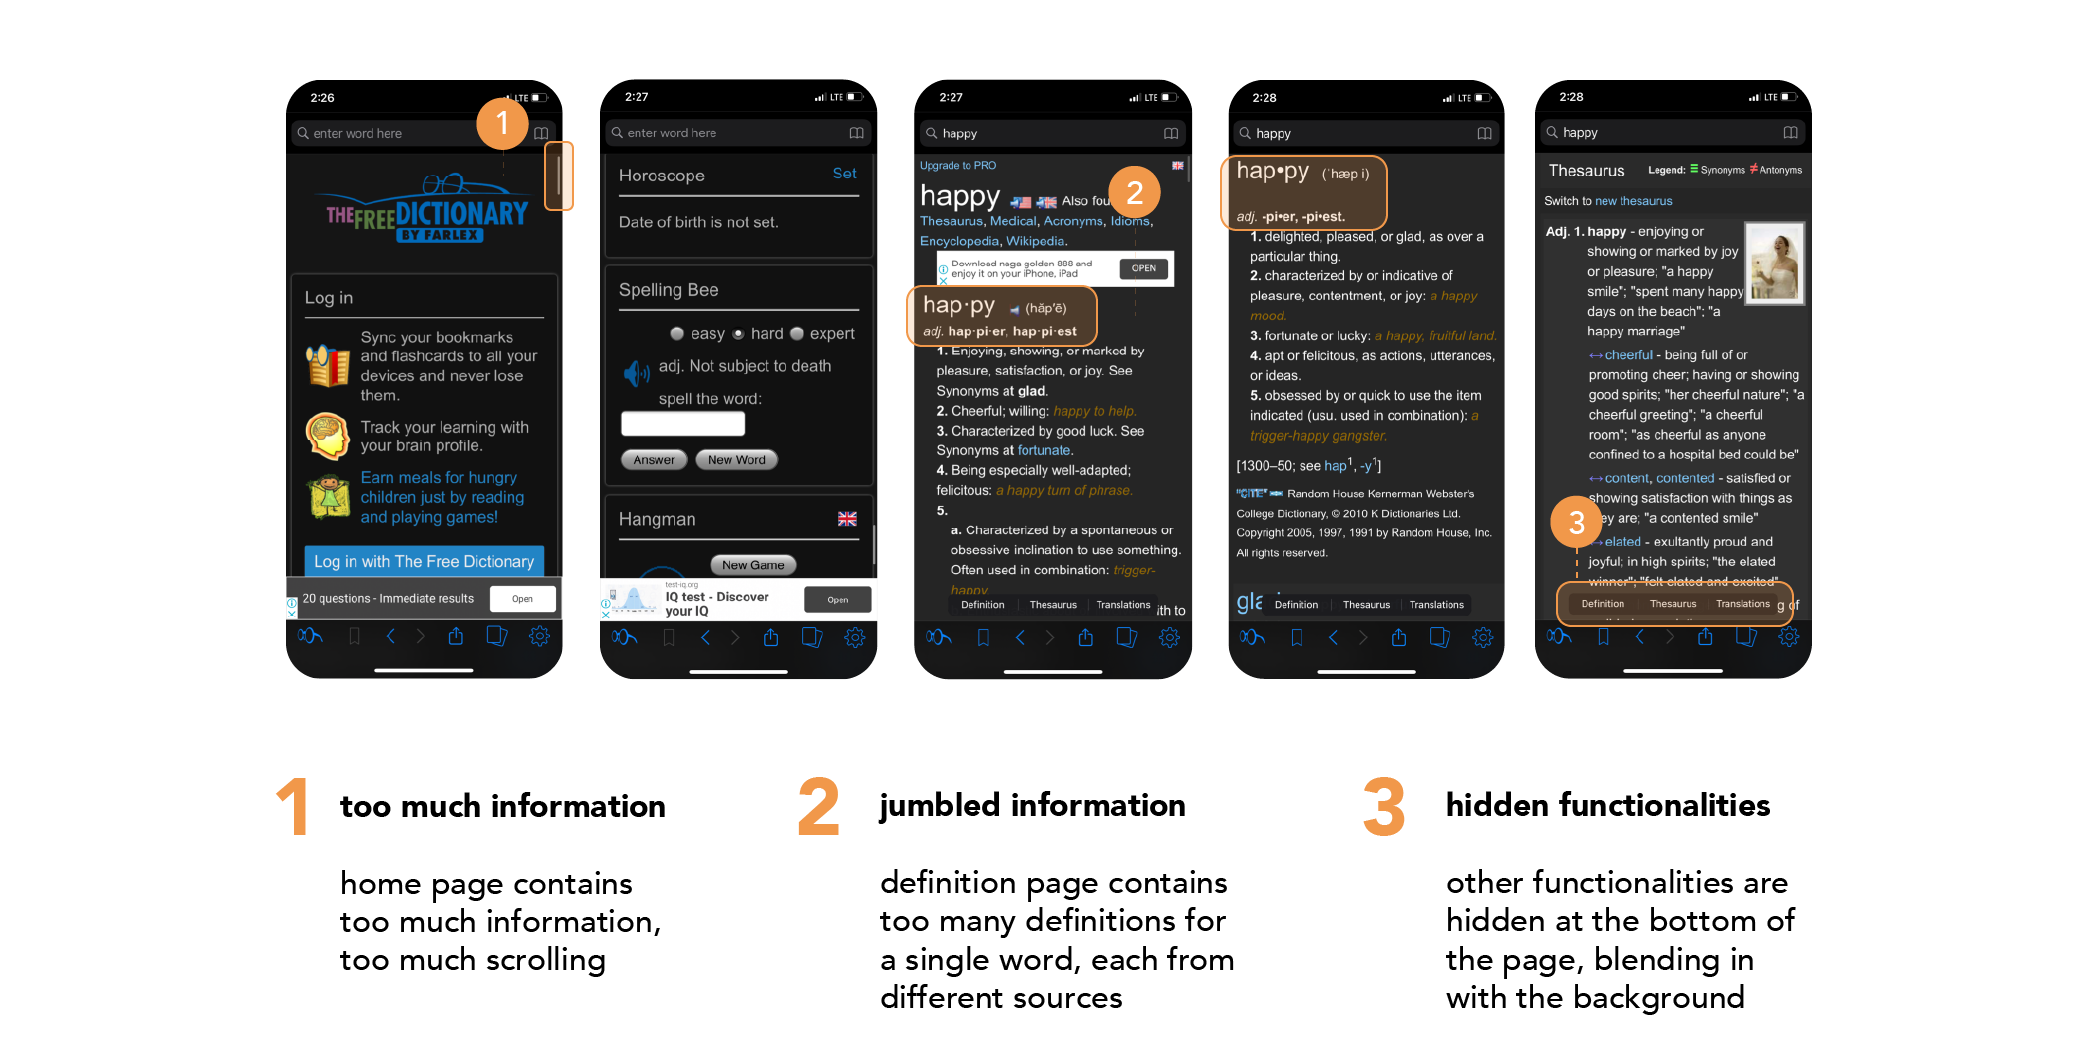 2:26
LTE
1
enter word here
THEFREEDICTIONARY
BY FARLEX
Log in
Sync your bookmarks
and flashcards to all your
devices and never lose
them.
Track your learning with
your brain profile.
Earn meals for hungry
children just by reading
and playing games!
Log in with The Free Dictionary
20 questions - Immediate results
Open
2:27
LTE
enter word here
Horoscope
Set
Date of birth is not set.
Spelling Bee
easy hard expert
adj. Not subject to death
spell the word:
Answer
New Word
Hangman
New Game
test-iq.org
IQ test - Discover
your IQ
Open
2:27
LTE
happy
Upgrade to PRO
2
happy Also fou
Thesaurus, Medical, Acronyms, Idioms,
Encyclopedia, Wikipedia.
Download naga golden 888 and
enjoy it on your iPhone, iPad
OPEN
hap·py (hăp′ē)
adj. hap·pi·er, hap·pi·est
1. Enjoying, showing, or marked by
pleasure, satisfaction, or joy. See
Synonyms at glad.
2. Cheerful; willing: happy to help.
3. Characterized by good luck. See
Synonyms at fortunate.
4. Being especially well-adapted;
felicitous: a happy turn of phrase.
5.
a. Characterized by a spontaneous or
obsessive inclination to use something.
Often used in combination: trigger-
happy.
Definition Thesaurus Translations
ith to
2:28
LTE
happy
hap•py (ˈhæp i)
adj. -pi•er, -pi•est.
1. delighted, pleased, or glad, as over a
particular thing.
2. characterized by or indicative of
pleasure, contentment, or joy: a happy
mood.
3. fortunate or lucky: a happy, fruitful land.
4. apt or felicitous, as actions, utterances,
or ideas.
5. obsessed by or quick to use the item
indicated (usu. used in combination): a
trigger-happy gangster.
[1300–50; see hap1, -y1]
"CITE" Random House Kernerman Webster's
College Dictionary, © 2010 K Dictionaries Ltd.
Copyright 2005, 1997, 1991 by Random House, Inc.
All rights reserved.
gla
Definition Thesaurus Translations
2:28
LTE
happy
Thesaurus
Legend: Synonyms Antonyms
Switch to new thesaurus
Adj. 1. happy - enjoying or
showing or marked by joy
or pleasure; "a happy
smile"; "spent many happy
days on the beach"; "a
happy marriage"
↔cheerful - being full of or
promoting cheer; having or showing
good spirits; "her cheerful nature"; "a
cheerful greeting"; "a cheerful
room"; "as cheerful as anyone
confined to a hospital bed could be"
↔content, contented - satisfied or
showing satisfaction with things as
ey are; "a contented smile"
3
↔elated - exultantly proud and
joyful; in high spirits; "the elated
winner"; "felt elated and excited"
Definition Thesaurus Translations
g of
1 too much information
home page contains
too much information,
too much scrolling
2 jumbled information
definition page contains
too many definitions for
a single word, each from
different sources
3 hidden functionalities
other functionalities are
hidden at the bottom of
the page, blending in
with the background